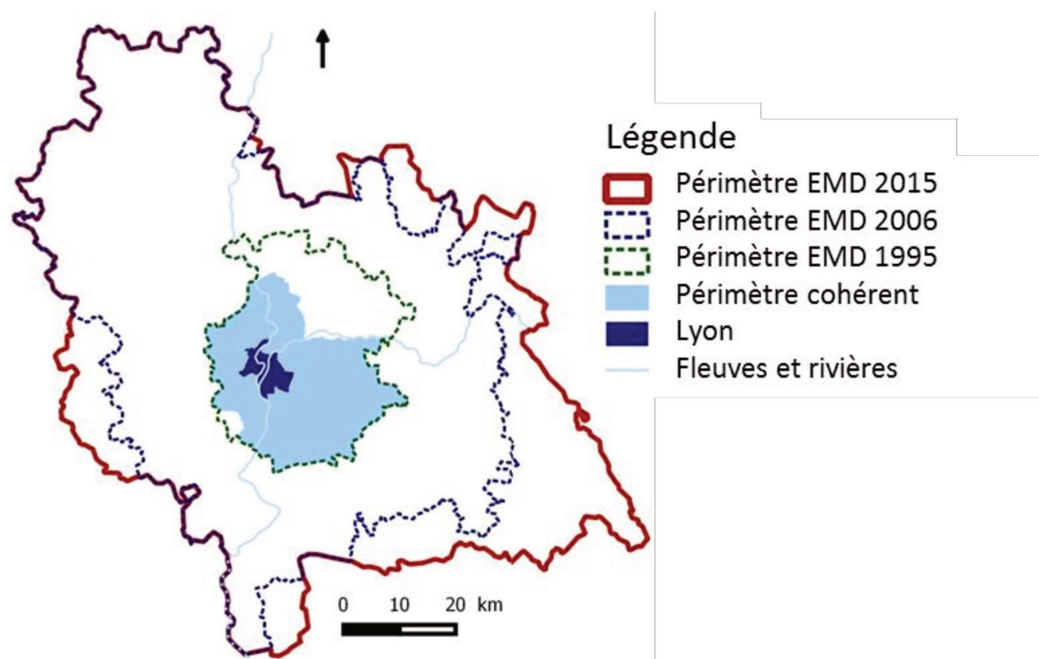 Légende
Périmètre EMD 2015
Périmètre EMD 2006
Périmètre EMD 1995
Périmètre cohérent
Lyon
Fleuves et rivières
0 10 20 km